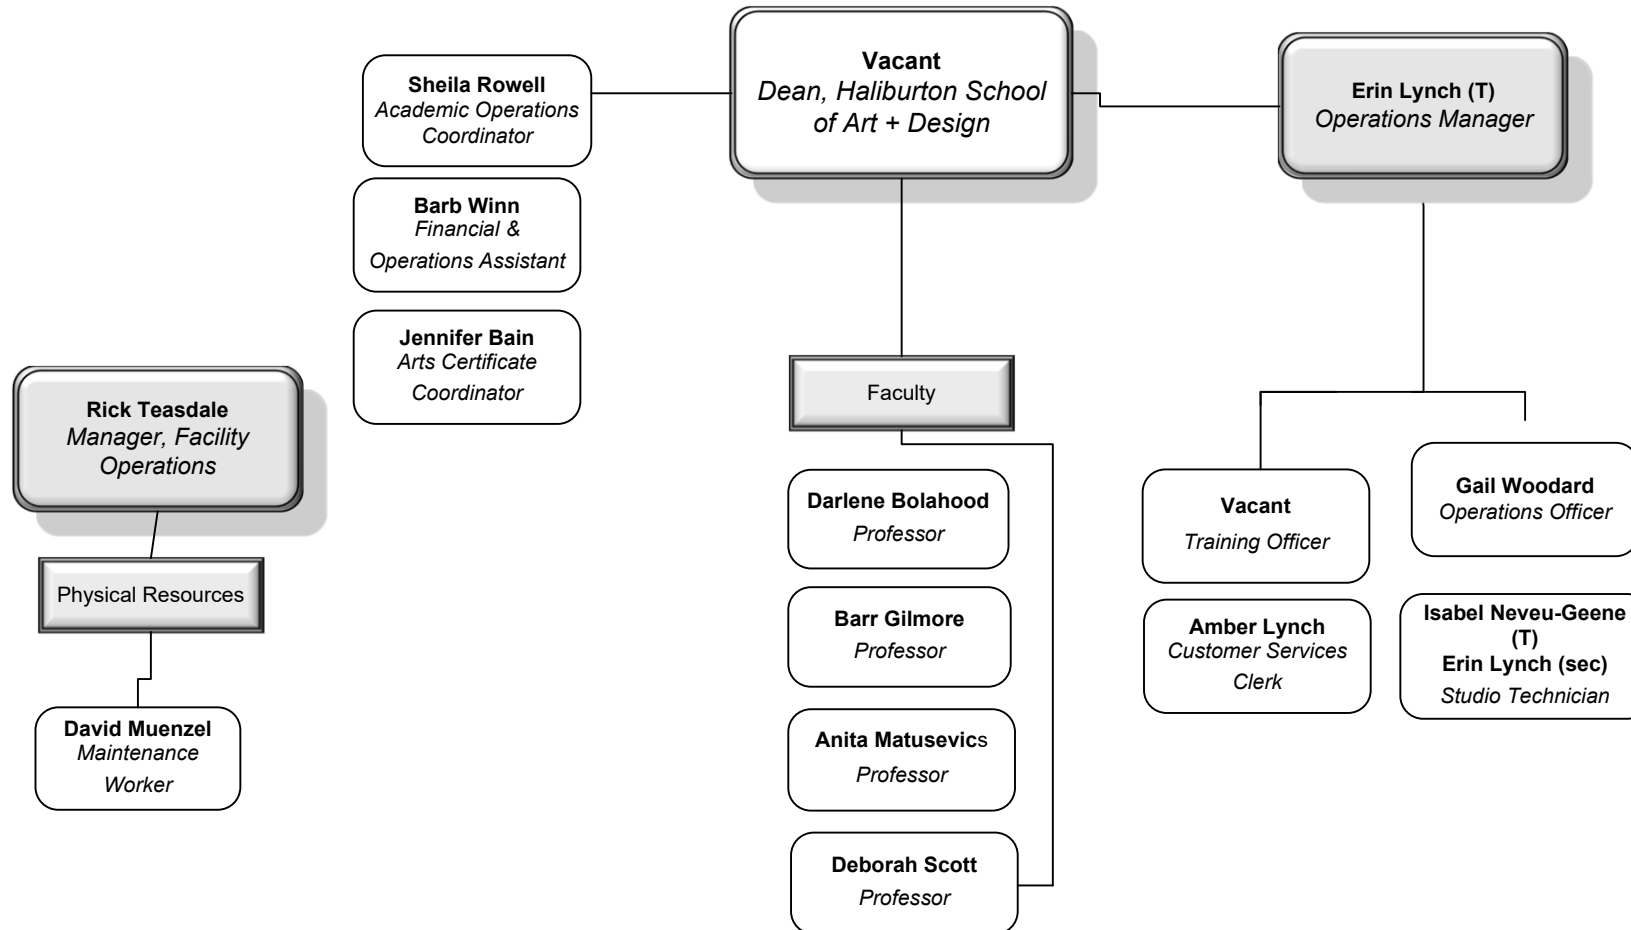 Vacant
Dean, Haliburton School
of Art + Design
Sheila Rowell
Academic Operations
Coordinator
Erin Lynch (T)
Operations Manager
Barb Winn
Financial &
Operations Assistant
Jennifer Bain
Arts Certificate
Coordinator
Rick Teasdale
Manager, Facility
Operations
Physical Resources
David Muenzel
Maintenance
Worker
Faculty
Darlene Bolahood
Professor
Barr Gilmore
Professor
Anita Matusevics
Professor
Deborah Scott
Professor
Vacant
Training Officer
Gail Woodard
Operations Officer
Amber Lynch
Customer Services
Clerk
Isabel Neveu-Geene
(T)
Erin Lynch (sec)
Studio Technician